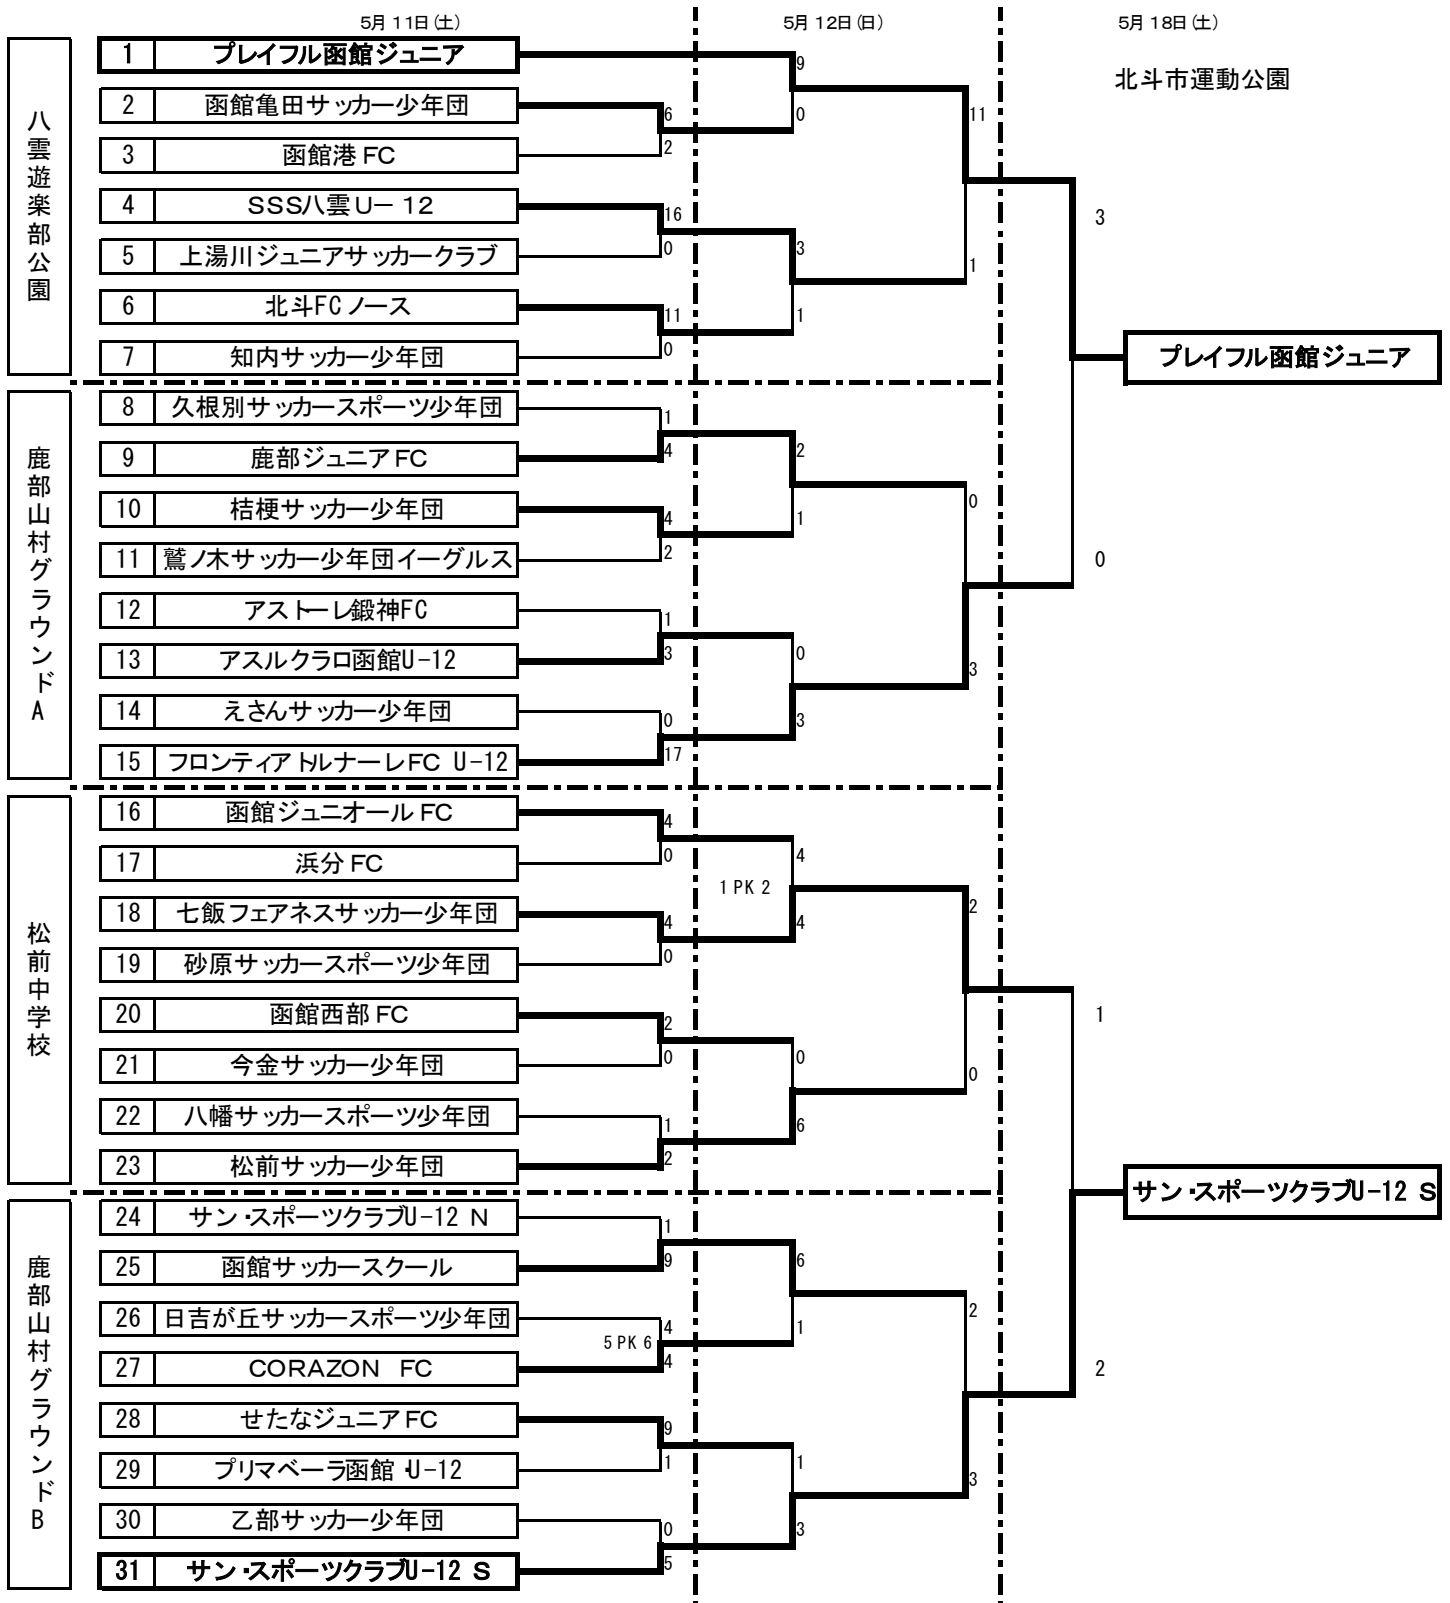 5月11日(土)
5月12日(日)
5月18日(土)
北斗市運動公園
八雲遊楽部公園
1 プレイフル函館ジュニア
9
2 函館亀田サッカー少年団
6
0
11
3 函館港FC
2
4 SSS八雲U-12
16
3
5 上湯川ジュニアサッカークラブ
0
3
1
6 北斗FCノース
11
1
7 知内サッカー少年団
0
プレイフル函館ジュニア
鹿部山村グラウンドA
8 久根別サッカースポーツ少年団
1
9 鹿部ジュニアFC
4
2
10 桔梗サッカー少年団
4
1
0
11 鷲ノ木サッカー少年団イーグルス
2
0
12 アストーレ鍛神FC
1
13 アスルクラロ函館U-12
3
0
3
14 えさんサッカー少年団
0
3
15 フロンティアトルナーレFC U-12
17
松前中学校
16 函館ジュニオールFC
4
17 浜分FC
0
4
1 PK 2
18 七飯フェアネスサッカー少年団
4
4
2
19 砂原サッカースポーツ少年団
0
20 函館西部FC
2
1
21 今金サッカー少年団
0
0
0
22 八幡サッカースポーツ少年団
1
6
23 松前サッカー少年団
2
サン・スポーツクラブU-12 S
鹿部山村グラウンドB
24 サン・スポーツクラブU-12 N
1
25 函館サッカースクール
9
6
26 日吉が丘サッカースポーツ少年団
4
1
2
5 PK 6
27 CORAZON FC
4
2
28 せたなジュニアFC
9
29 プリマベーラ函館・U-12
1
1
3
30 乙部サッカー少年団
0
3
31 サン・スポーツクラブU-12 S
5